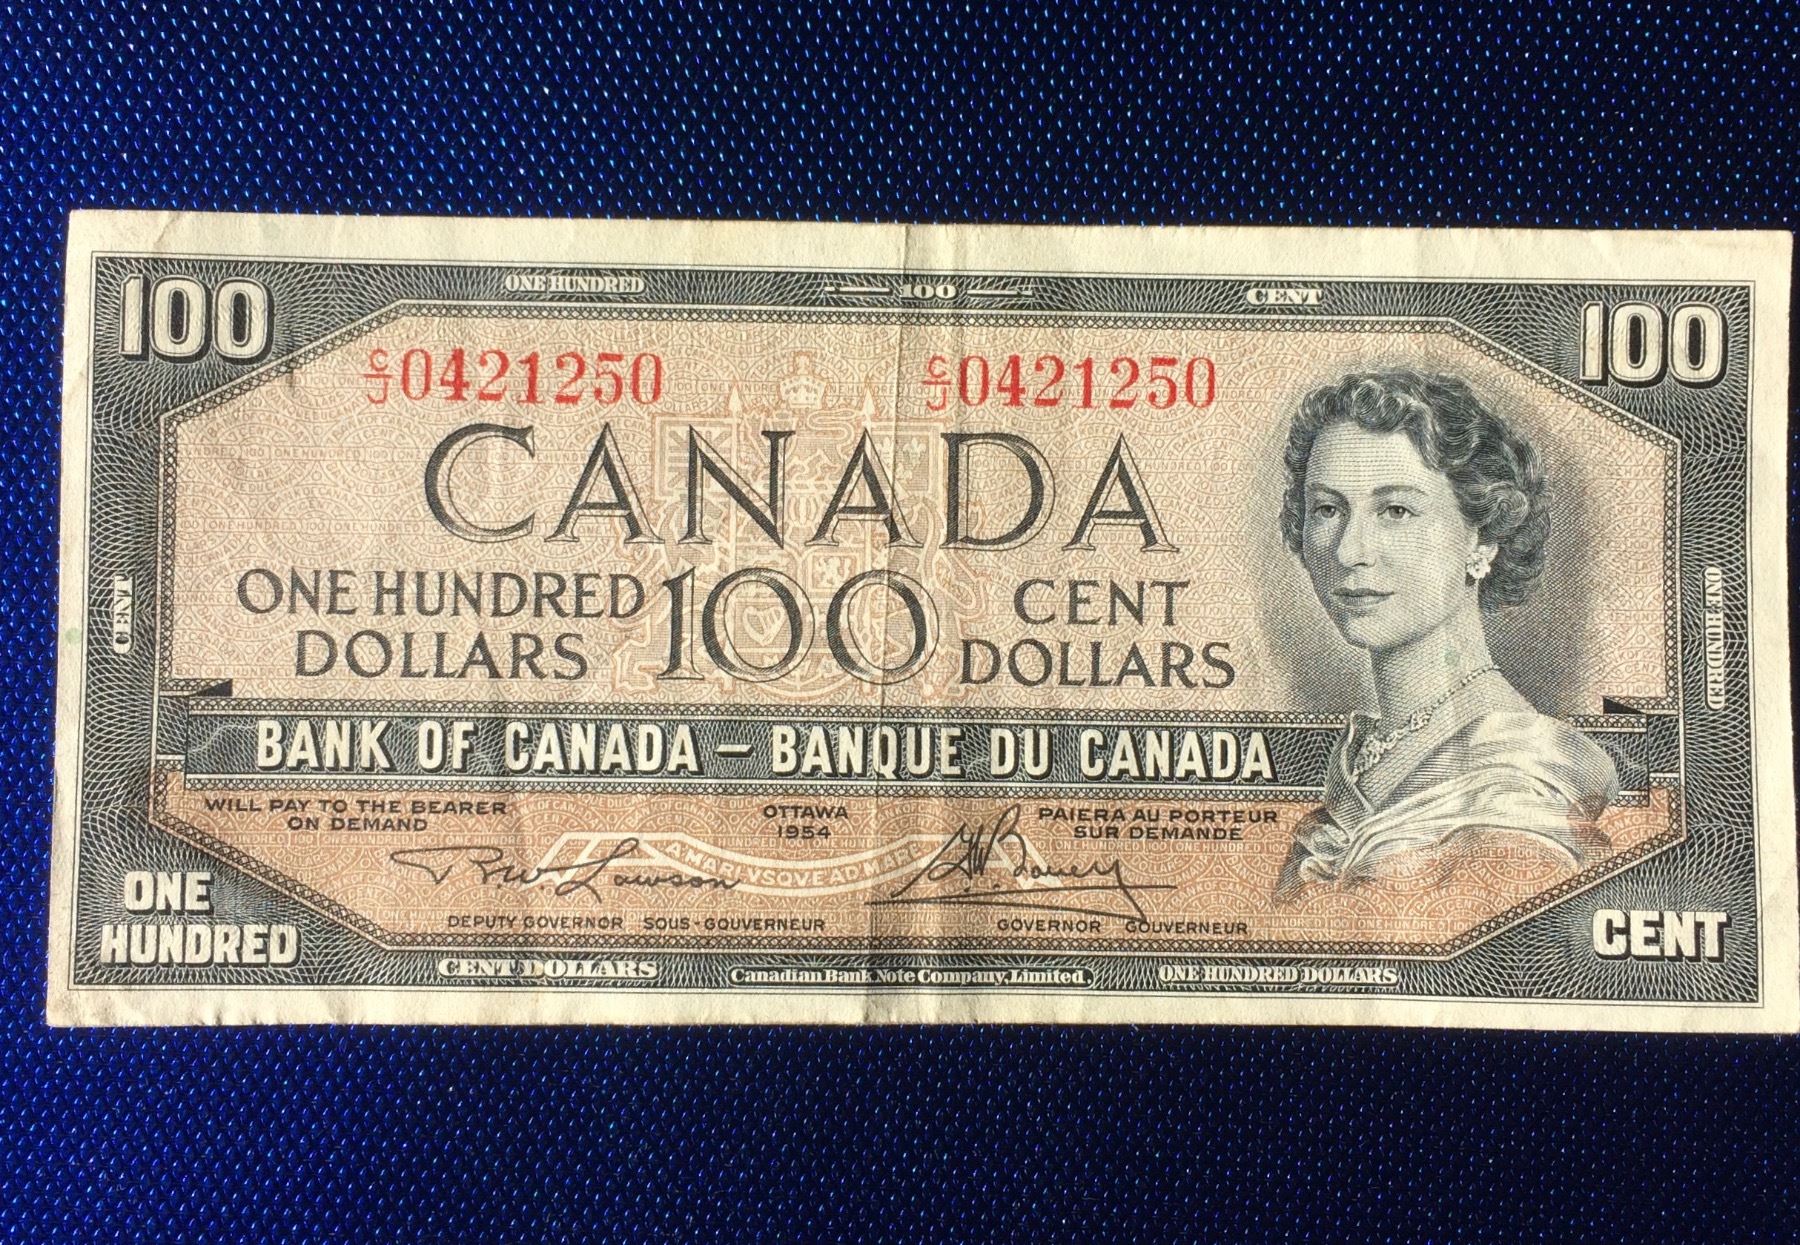 100 ONE HUNDRED 100 CENT 100
C/J 0421250 C/J 0421250
CANADA
ONE HUNDRED DOLLARS 100 CENT DOLLARS
CENT
ONE HUNDRED
BANK OF CANADA – BANQUE DU CANADA
WILL PAY TO THE BEARER
ON DEMAND
OTTAWA
1954
PAIERA AU PORTEUR
SUR DEMANDE
A MARI VSQVE AD MARE
R.W. Lawson
DEPUTY GOVERNOR SOUS-GOUVERNEUR
GOVERNOR GOUVERNEUR
ONE
HUNDRED
CENT
CENT DOLLARS Canadian Bank Note Company, Limited. ONE HUNDRED DOLLARS